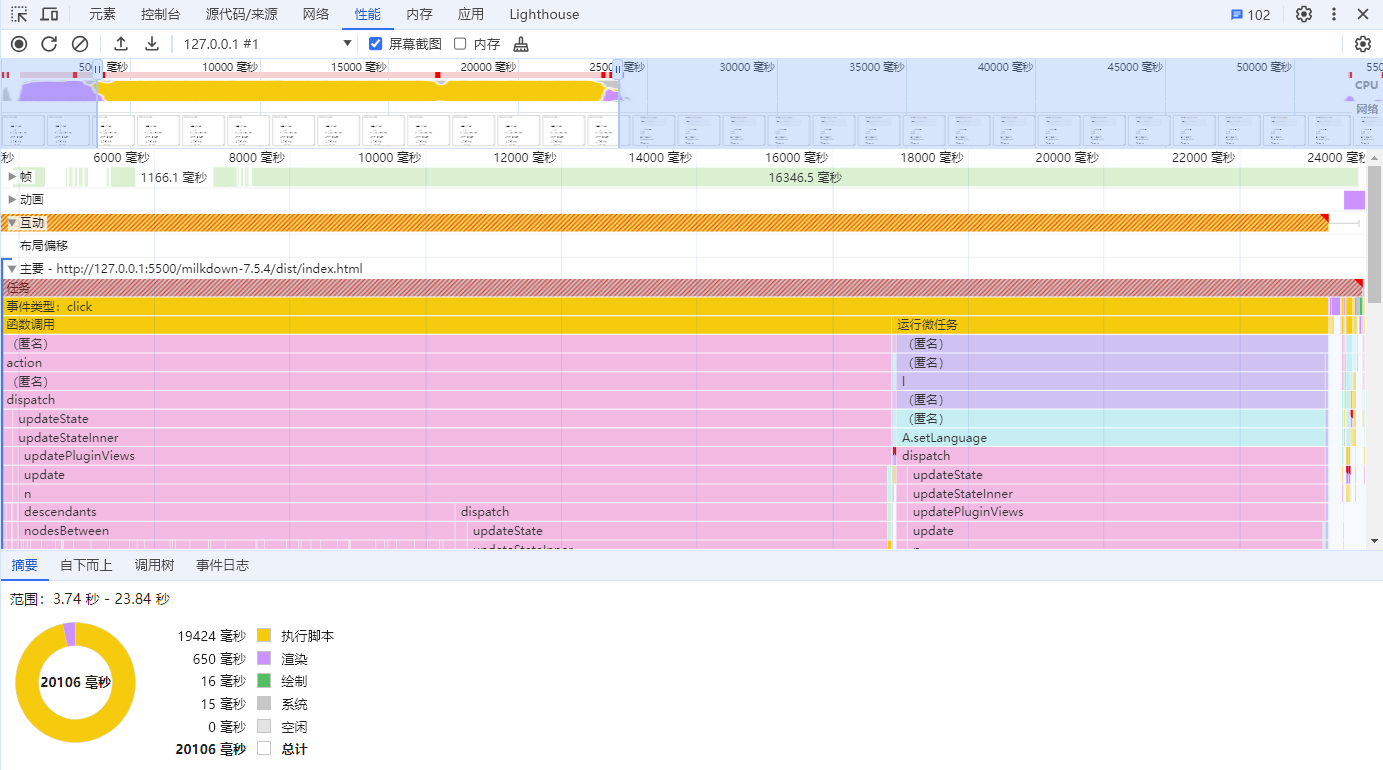 元素 控制台 源代码/来源 网络 性能 内存 应用 Lighthouse 102
127.0.0.1 #1 屏幕截图 内存
毫秒 10000 毫秒 15000 毫秒 20000 毫秒 毫秒 30000 毫秒 35000 毫秒 40000 毫秒 45000 毫秒 50000 毫秒
CPU
网络
秒 6000 毫秒 8000 毫秒 10000 毫秒 12000 毫秒 14000 毫秒 16000 毫秒 18000 毫秒 20000 毫秒 22000 毫秒 24000 毫秒
帧 1166.1 毫秒 16346.5 毫秒
动画
互动
布局偏移
主要 - http://127.0.0.1:5500/milkdown-7.5.4/dist/index.html
任务
事件类型：click
函数调用 运行微任务
（匿名） （匿名）
action （匿名）
（匿名） l
dispatch （匿名）
updateState （匿名）
updateStateInner A.setLanguage
updatePluginViews dispatch
update updateState
n updateStateInner
descendants dispatch updatePluginViews
nodesBetween updateState update
摘要 自下而上 调用树 事件日志
范围：3.74 秒 - 23.84 秒
19424 毫秒 执行脚本
650 毫秒 渲染
20106 毫秒 16 毫秒 绘制
15 毫秒 系统
0 毫秒 空闲
20106 毫秒 总计